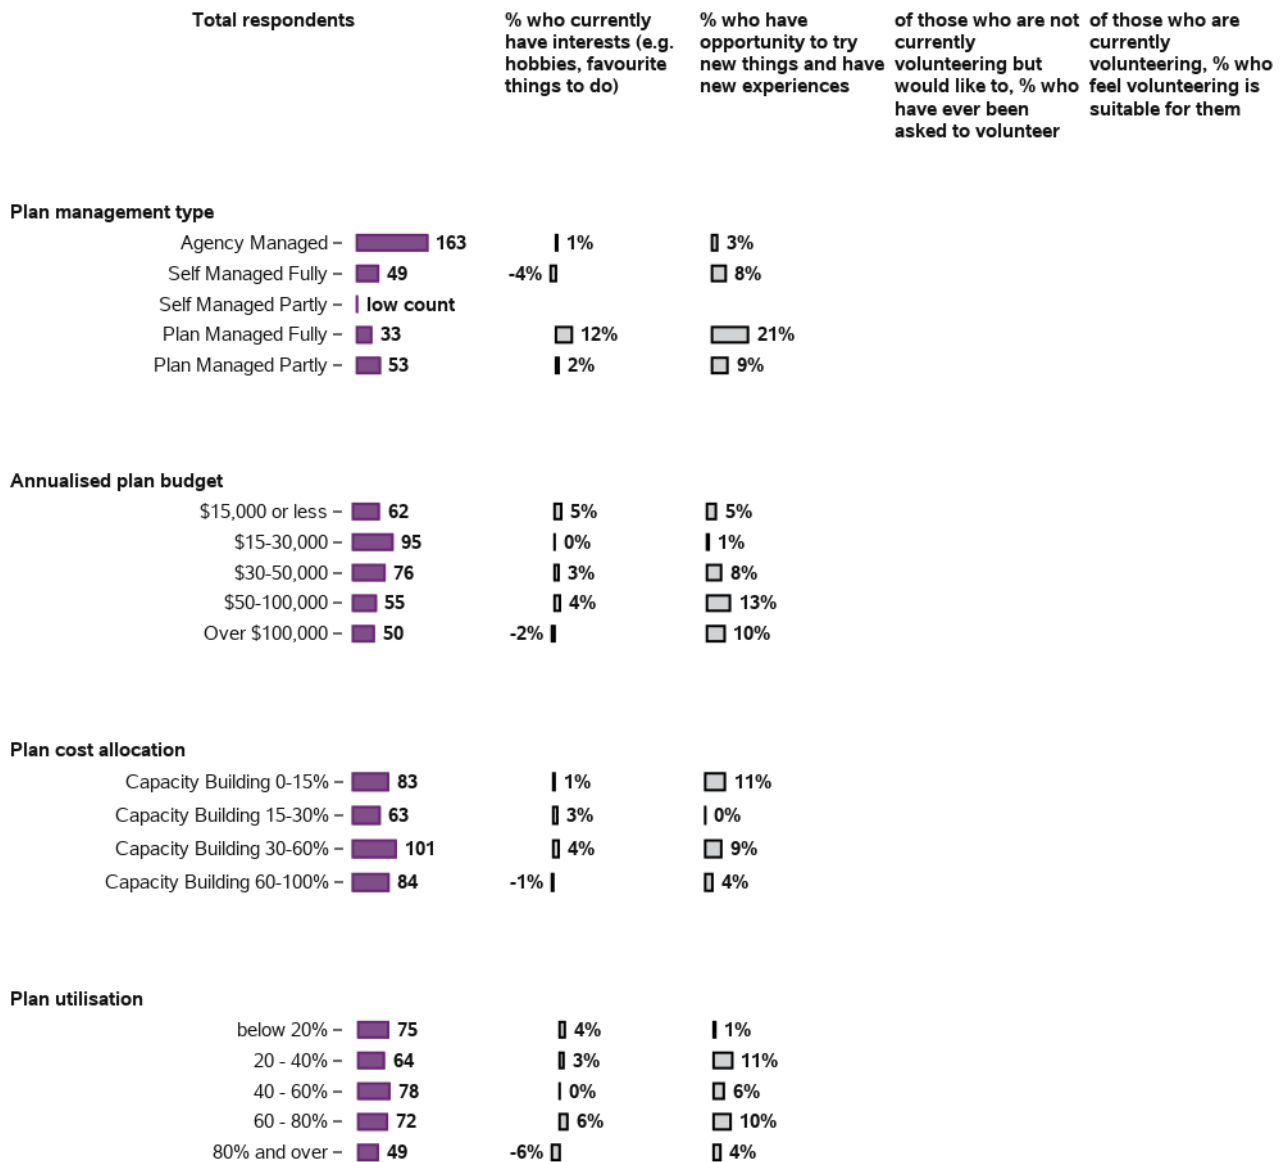 Total respondents
% who currently
have interests (e.g.
hobbies, favourite
things to do)
% who have
opportunity to try
new things and have
new experiences
of those who are not
currently
volunteering but
would like to, % who
have ever been
asked to volunteer
of those who are
currently
volunteering, % who
feel volunteering is
suitable for them
Plan management type
Agency Managed 163 1% 3%
Self Managed Fully 49 -4% 8%
Self Managed Partly low count
Plan Managed Fully 33 12% 21%
Plan Managed Partly 53 2% 9%
Annualised plan budget
$15,000 or less 62 5% 5%
$15-30,000 95 0% 1%
$30-50,000 76 3% 8%
$50-100,000 55 4% 13%
Over $100,000 50 -2% 10%
Plan cost allocation
Capacity Building 0-15% 83 1% 11%
Capacity Building 15-30% 63 3% 0%
Capacity Building 30-60% 101 4% 9%
Capacity Building 60-100% 84 -1% 4%
Plan utilisation
below 20% 75 4% 1%
20 - 40% 64 3% 11%
40 - 60% 78 0% 6%
60 - 80% 72 6% 10%
80% and over 49 -6% 4%